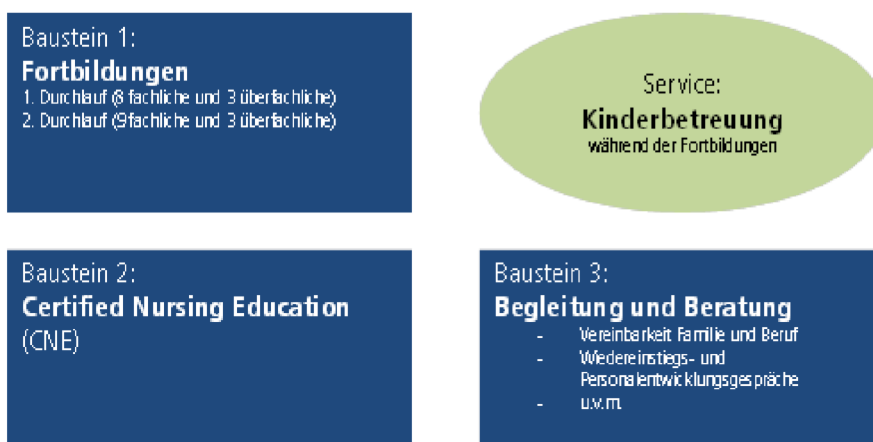 Baustein 1:
Fortbildungen
1. Durchlauf (8 fachliche und 3 überfachliche)
2. Durchlauf (9 fachliche und 3 überfachliche)
Service:
Kinderbetreuung
während der Fortbildungen
Baustein 2:
Certified Nursing Education
(CNE)
Baustein 3:
Begleitung und Beratung
- Vereinbarkeit Familie und Beruf
- Wiedereinstiegs- und
Personalentwicklungsgespräche
- u.v.m.